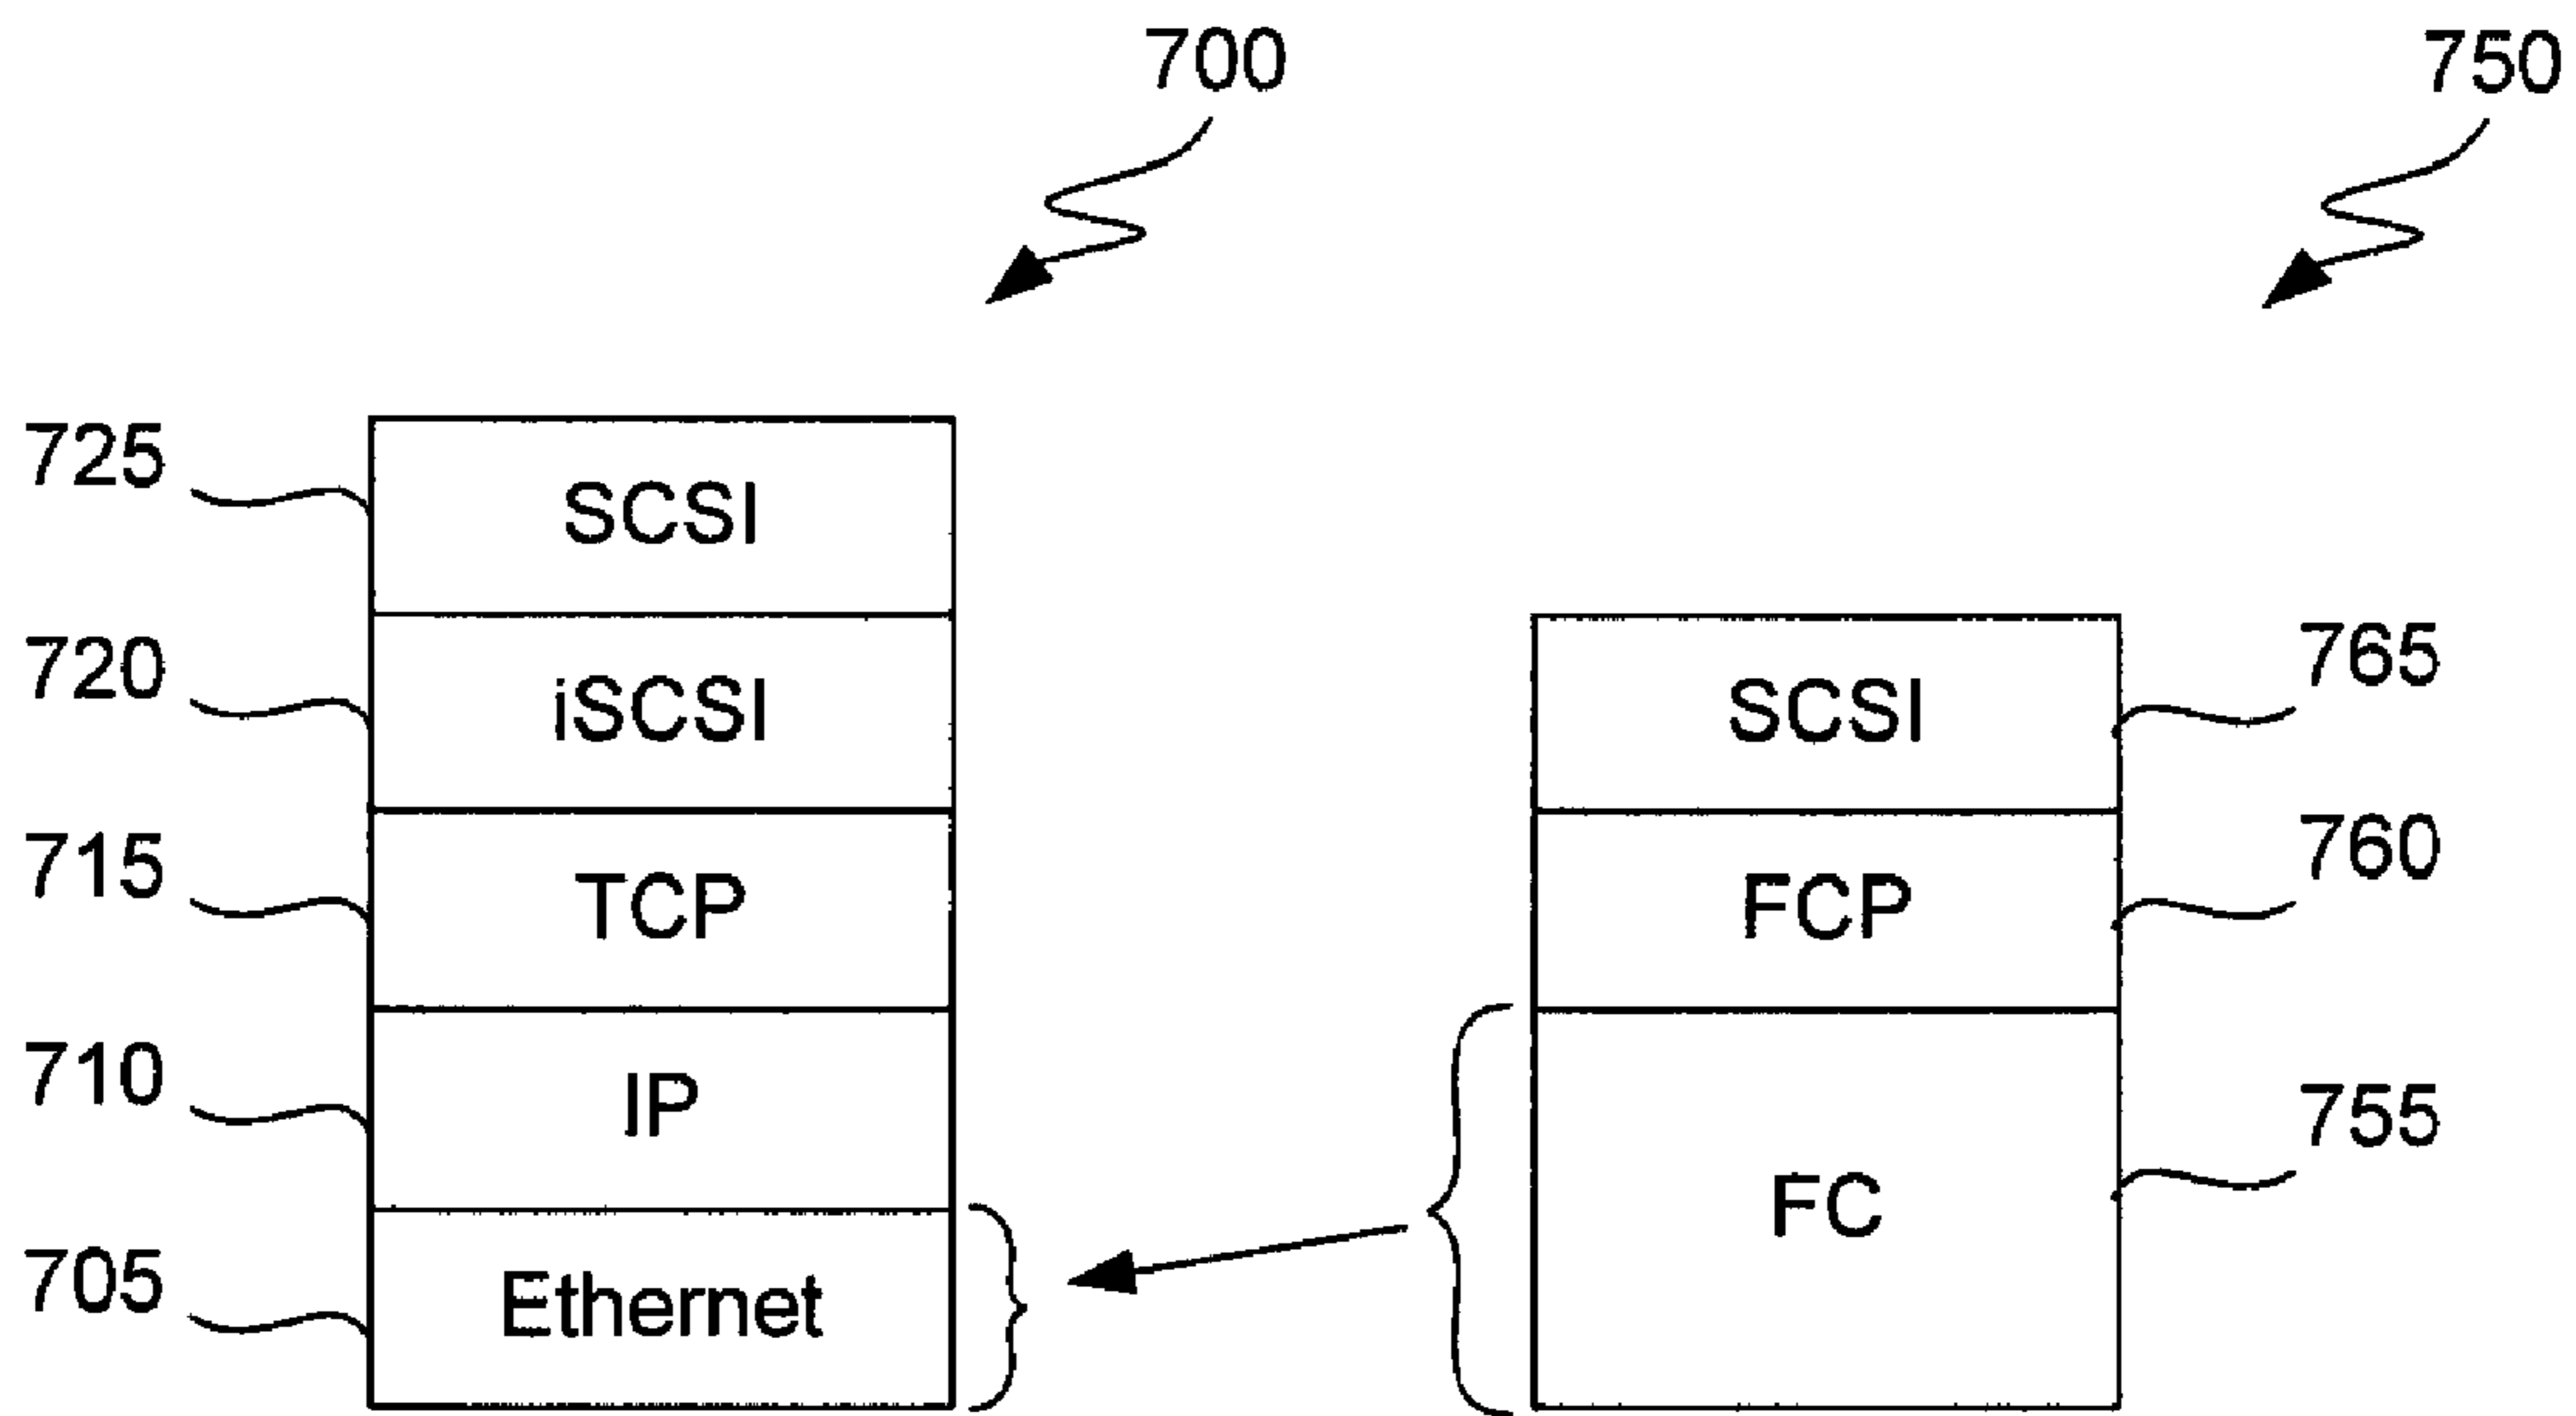 700
750
725
SCSI
720
iSCSI
SCSI
765
715
TCP
FCP
760
710
IP
FC
755
705
Ethernet